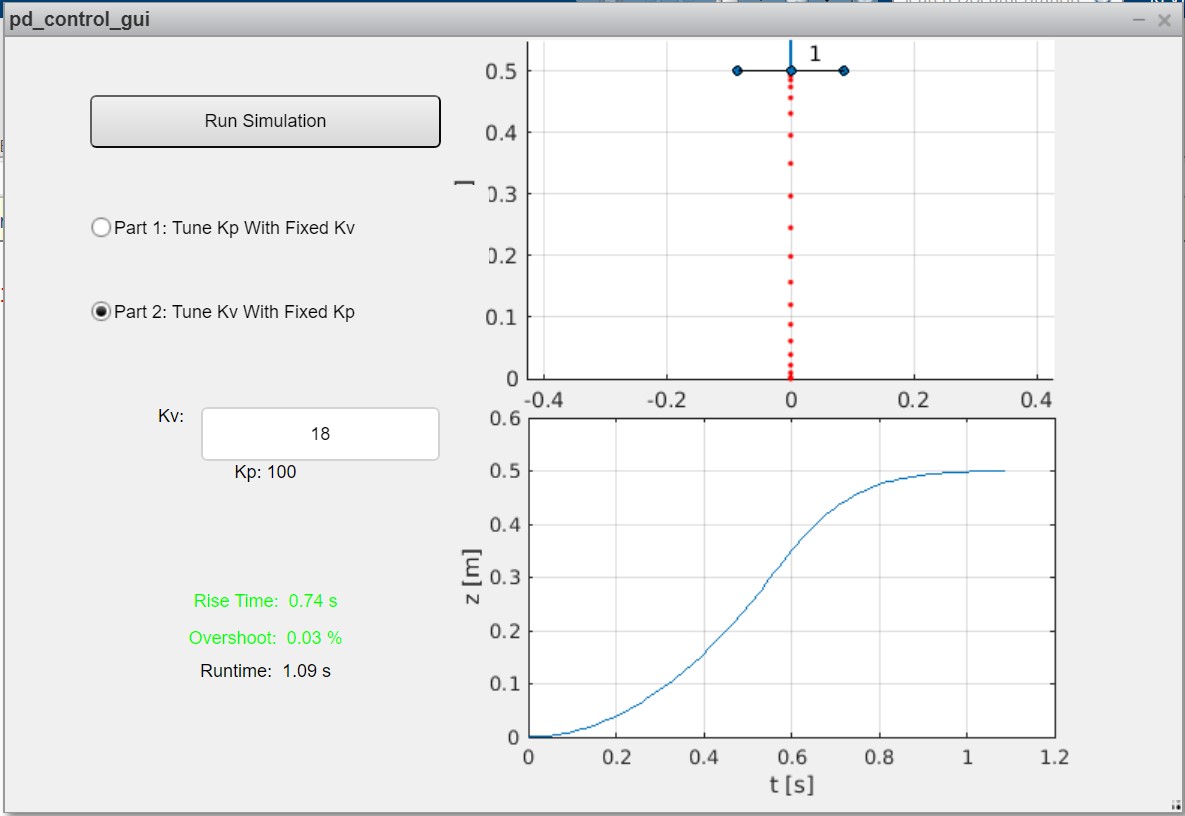 pd_control_gui
Run Simulation
Part 1: Tune Kp With Fixed Kv
Part 2: Tune Kv With Fixed Kp
Kv:
18
Kp: 100
Rise Time: 0.74 s
Overshoot: 0.03 %
Runtime: 1.09 s
1
0.5
0.4
0.3
0.2
0.1
0
-0.4 -0.2 0 0.2 0.4
]
0.6
0.5
0.4
0.3
0.2
0.1
0
z [m]
0 0.2 0.4 0.6 0.8 1 1.2
t [s]